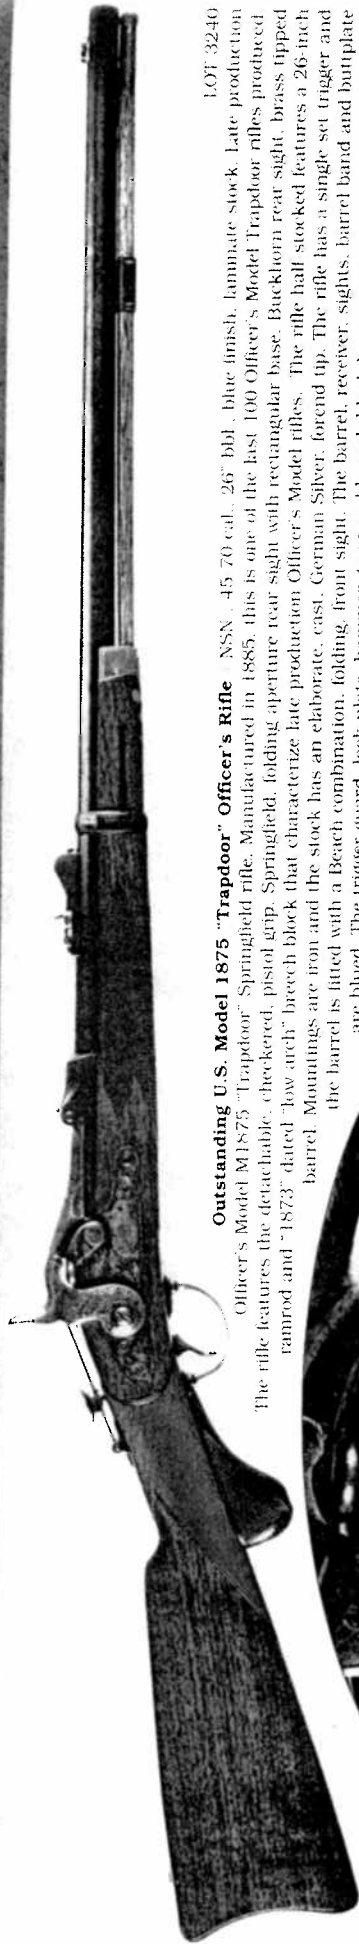 LOT 3240
Outstanding U.S. Model 1875 "Trapdoor" Officer's Rifle NSN, .45-70 cal., 26" bbl., blue finish, laminate stock. Late production
Officer's Model M1875 "Trapdoor" Springfield rifle. Manufactured in 1885, this is one of the last 100 Officer's Model Trapdoor rifles produced
The rifle features the detachable, checkered, pistol grip, Springfield, folding aperture rear sight with rectangular base, Buckhorn rear sight, brass tipped
ramrod and "1873" dated "low arch" breech block that characterize late production Officer's Model rifles. The rifle half stocked features a 26-inch
barrel. Mountings are iron and the stock has an elaborate, cast, German Silver, forend tip. The rifle has a single set trigger and
the barrel is fitted with a Beach combination, folding, front sight. The barrel, receiver, sights, barrel band and buttplate
are blued. The trigger guard, lock plate,